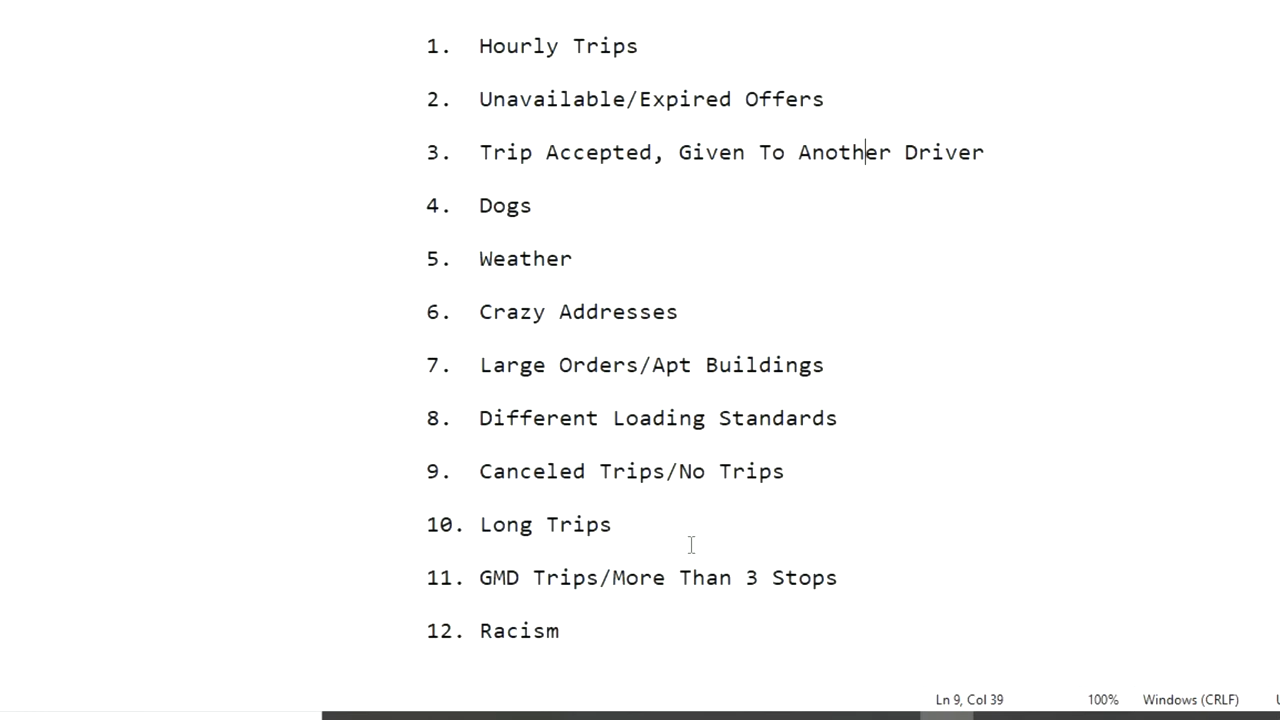 1. Hourly Trips
2. Unavailable/Expired Offers
3. Trip Accepted, Given To Another Driver
4. Dogs
5. Weather
6. Crazy Addresses
7. Large Orders/Apt Buildings
8. Different Loading Standards
9. Canceled Trips/No Trips
10. Long Trips
11. GMD Trips/More Than 3 Stops
12. Racism
Ln 9, Col 39 100% Windows (CRLF)